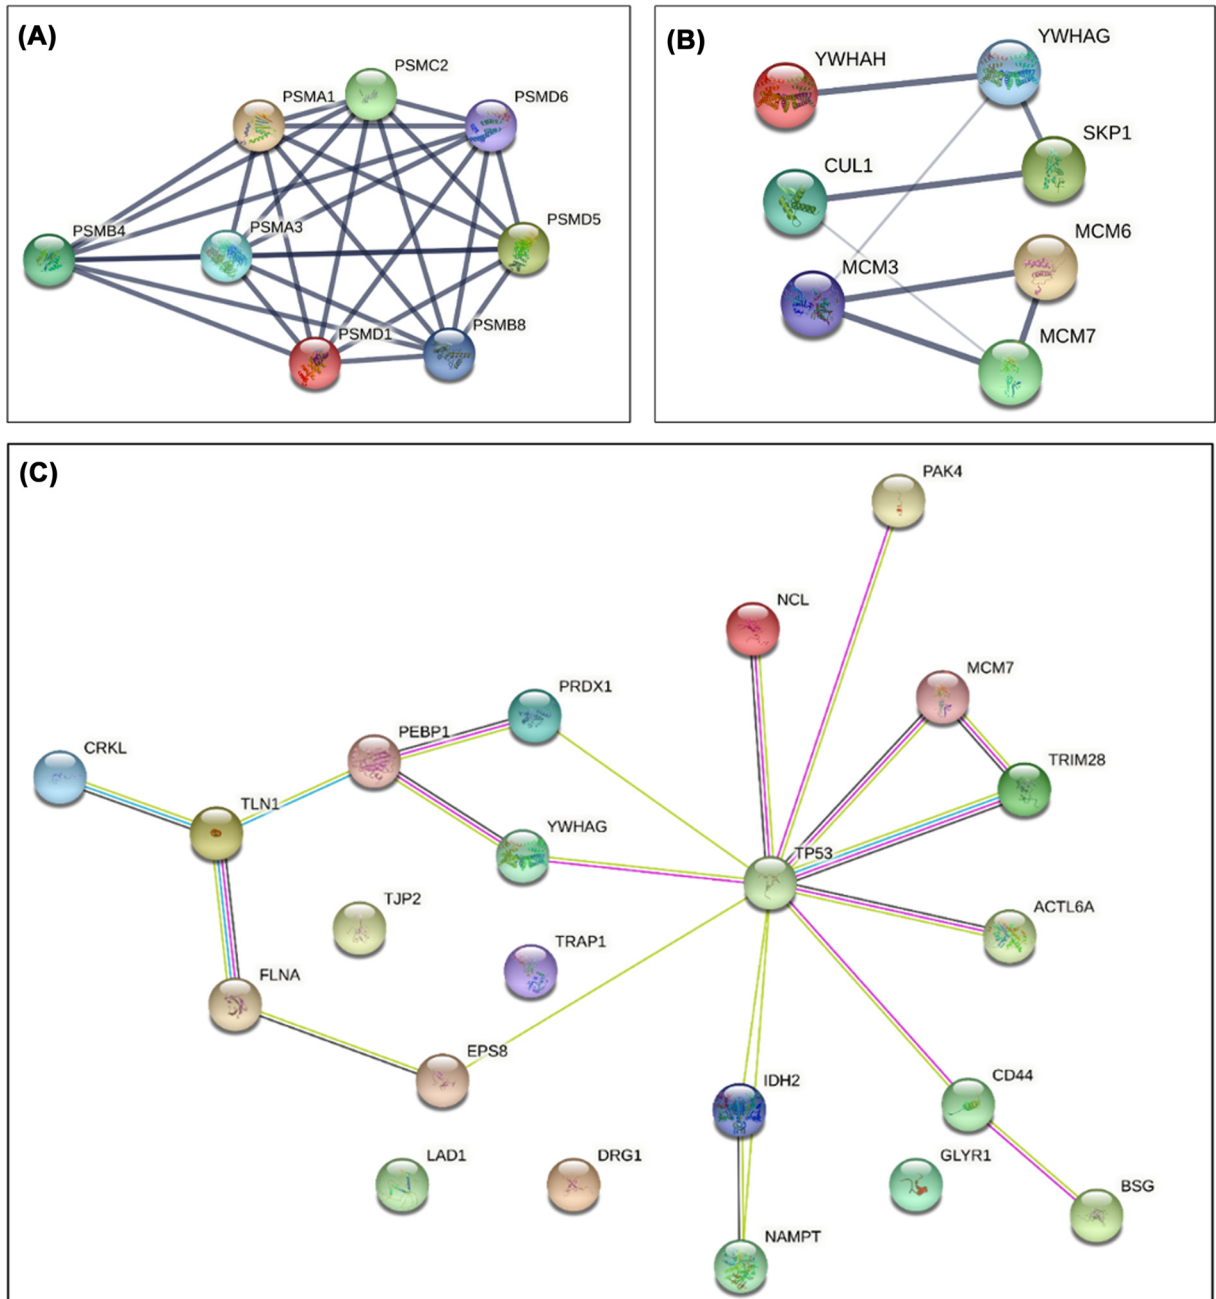 (A)
PSMC2
PSMA1
PSMD6
PSMB4
PSMA3
PSMD5
PSMD1
PSMB8
(B)
YWHAG
YWHAH
SKP1
CUL1
MCM6
MCM3
MCM7
(C)
PAK4
NCL
MCM7
PRDX1
PEBP1
CRKL
TRIM28
TLN1
YWHAG
TP53
TJP2
ACTL6A
TRAP1
FLNA
EPS8
IDH2
CD44
LAD1
DRG1
GLYR1
BSG
NAMPT